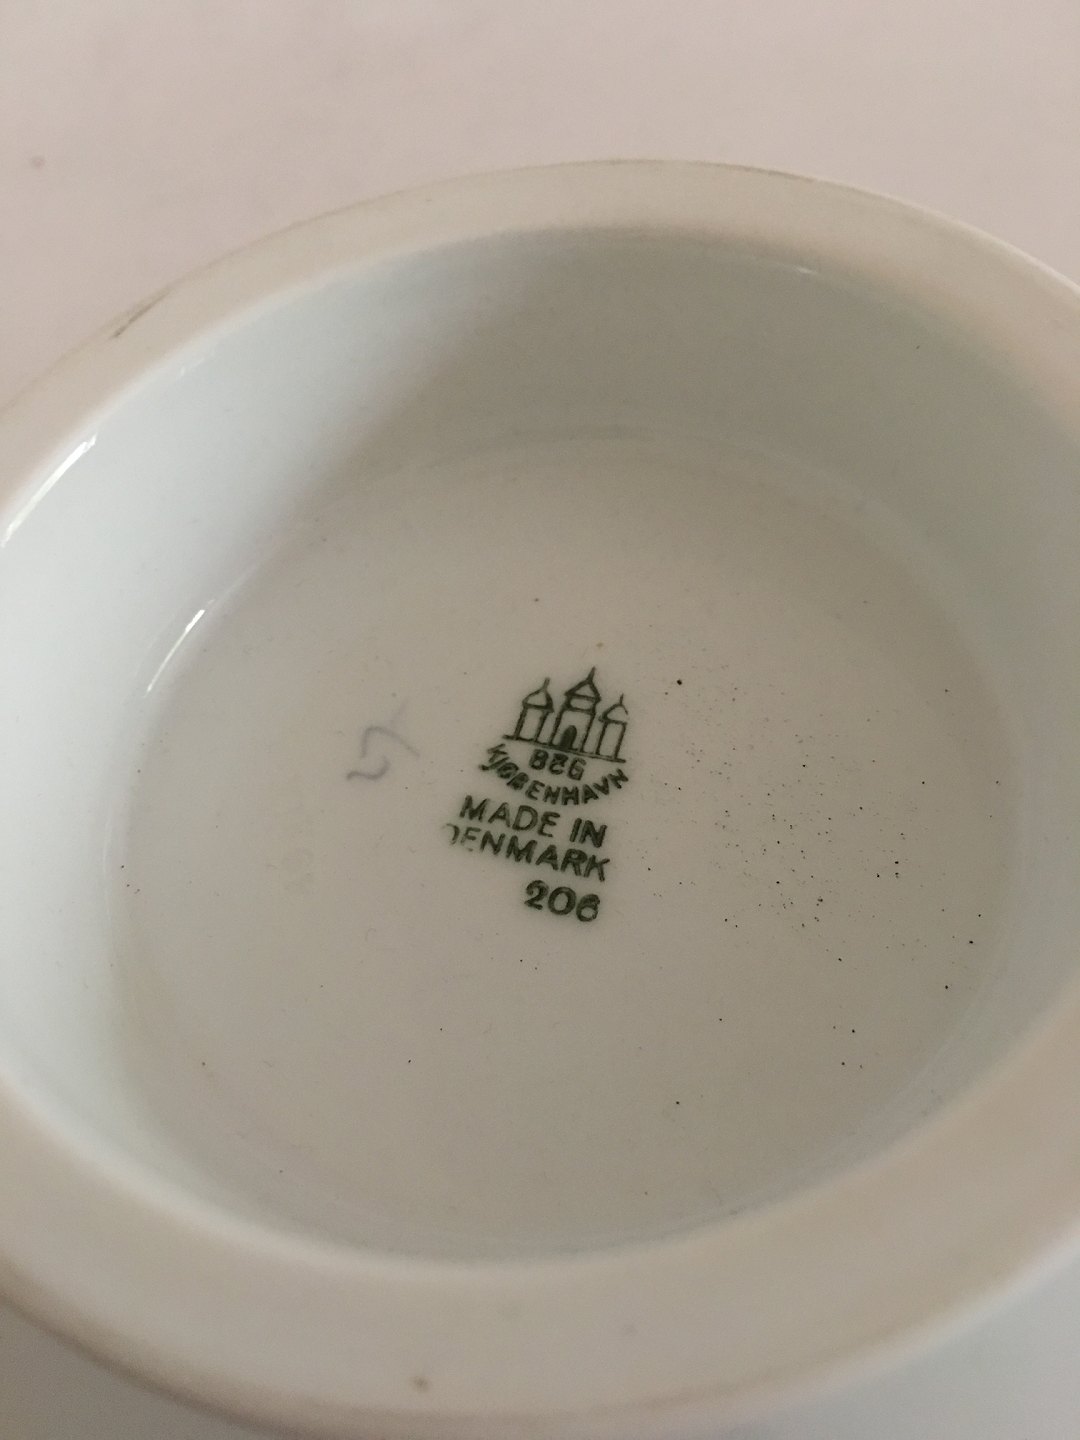 B&G
KJØBENHAVN
MADE IN
DENMARK
206